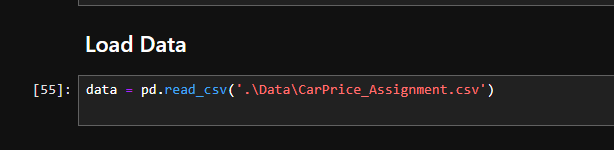 Load Data
[55]: data = pd.read_csv('.\Data\CarPrice_Assignment.csv')